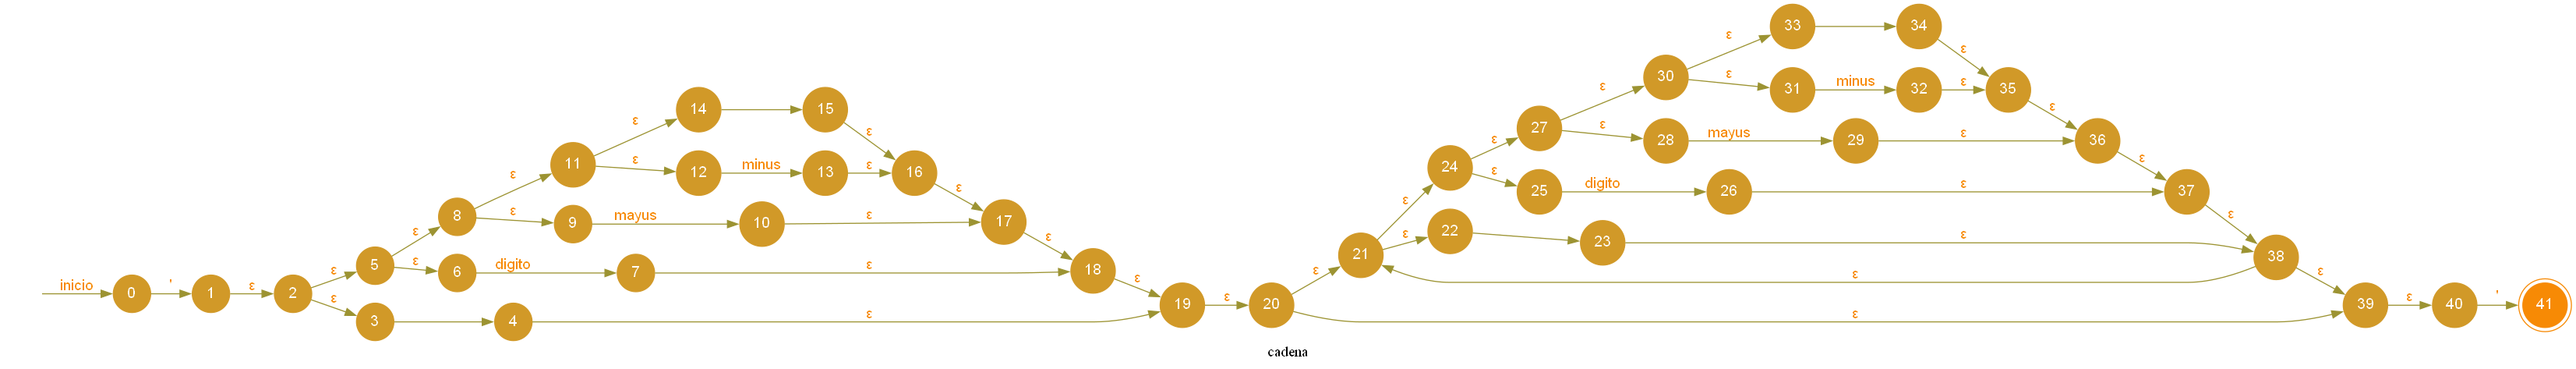 33 ε 34
ε ε
30 ε 31 minus 32 ε 35
ε ε
14 15 27 ε 28 mayus 29 ε 36
ε ε ε ε
11 ε 12 minus 13 ε 16 24 ε 25 digito 26 ε 37
ε ε ε ε
8 ε 9 mayus 10 ε 17 21 ε 22 23 ε 38
ε ε ε
5 ε 6 digito 7 ε 18 ε
ε ε ε ε
inicio 0 ' 1 ε 2 ε 3 4 ε 19 ε 20 ε 39 ε 40 ' 41
cadena